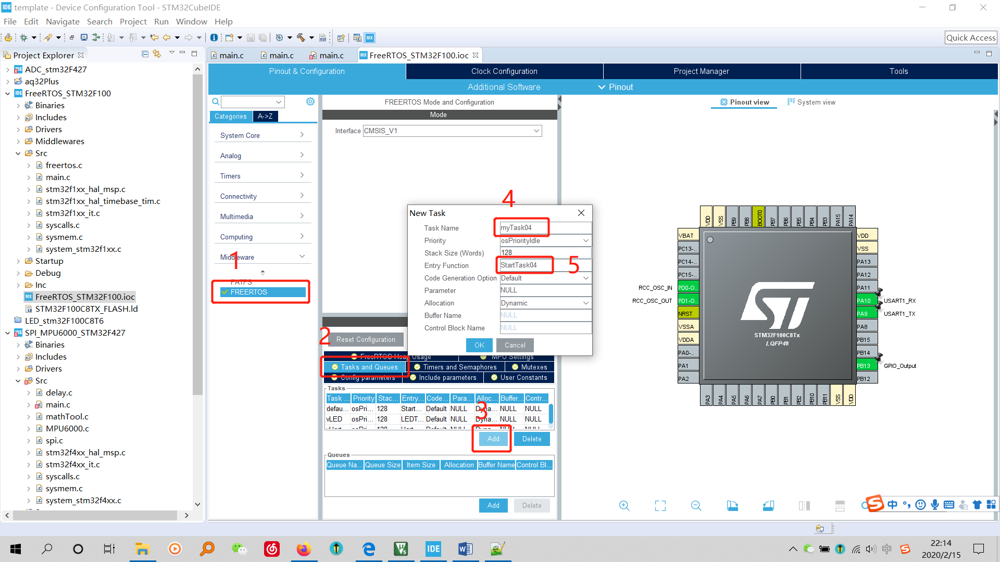 template - Device Configuration Tool - STM32CubeIDE
File Edit Navigate Search Project Run Window Help
Quick Access
Project Explorer
main.c main.c main.c FreeRTOS_STM32F100.ioc
ADC_stm32F427
aq32Plus
FreeRTOS_STM32F100
Binaries
Includes
Drivers
Middlewares
Src
freertos.c
main.c
stm32f1xx_hal_msp.c
stm32f1xx_hal_timebase_tim.c
stm32f1xx_it.c
syscalls.c
sysmem.c
system_stm32f1xx.c
Startup
Debug
Inc
FreeRTOS_STM32F100.ioc
STM32F100C8TX_FLASH.ld
LED_stm32F100C8T6
SPI_MPU6000_STM32F427
Binaries
Includes
Drivers
Src
delay.c
main.c
mathTool.c
MPU6000.c
spi.c
stm32f4xx_hal_msp.c
stm32f4xx_it.c
syscalls.c
sysmem.c
system_stm32f4xx.c
Pinout & Configuration Clock Configuration Project Manager Tools
Additional Software Pinout
Categories A->Z
System Core
Analog
Timers
Connectivity
Multimedia
Computing
Middleware
1
FATFS
FREERTOS
FREERTOS Mode and Configuration
Mode
Interface CMSIS_V1
4
New Task
Task Name myTask04
Priority osPriorityIdle
Stack Size (Words) 128
Entry Function StartTask04
5
Code Generation Option Default
Parameter NULL
Allocation Dynamic
Buffer Name NULL
Control Block Name NULL
OK Cancel
2
Reset Configuration
FreeRTOS Heap Usage MPU Settings
Tasks and Queues Timers and Semaphores Mutexes
Config parameters Include parameters User Constants
Tasks
Task ... Priority Stac... Entry... Code... Para... Alloc... Buffer... Contr...
defau... osPri... 128 Start... Default NULL Dyna... NULL NULL
vLED osPri... 128 LEDT... Default NULL Dyna... NULL NULL
3
Add Delete
Queues
Queue Na... Queue Size Item Size Allocation Buffer Name Control Bl...
Add Delete
Pinout view System view
VDD VSS PB9 PB8 BOOT0 PB7 PB6 PB5 PB4 PB3 PA15 PA14
VBAT
PC13-..
PC14-..
PC15-..
RCC_OSC_IN PD0-O..
RCC_OSC_OUT PD1-O..
NRST
VSSA
VDDA
PA0-..
PA1
PA2
STM32F100C8Tx
LQFP48
VDD
VSS
PA13
PA12
PA11
PA10 USART1_RX
PA9 USART1_TX
PA8
PB15
PB14
PB13 GPIO_Output
PB12
PA3 PA4 PA5 PA6 PA7 PB0 PB1 PB2 PB10 PB11 VSS VDD
中
22:14
2020/2/15